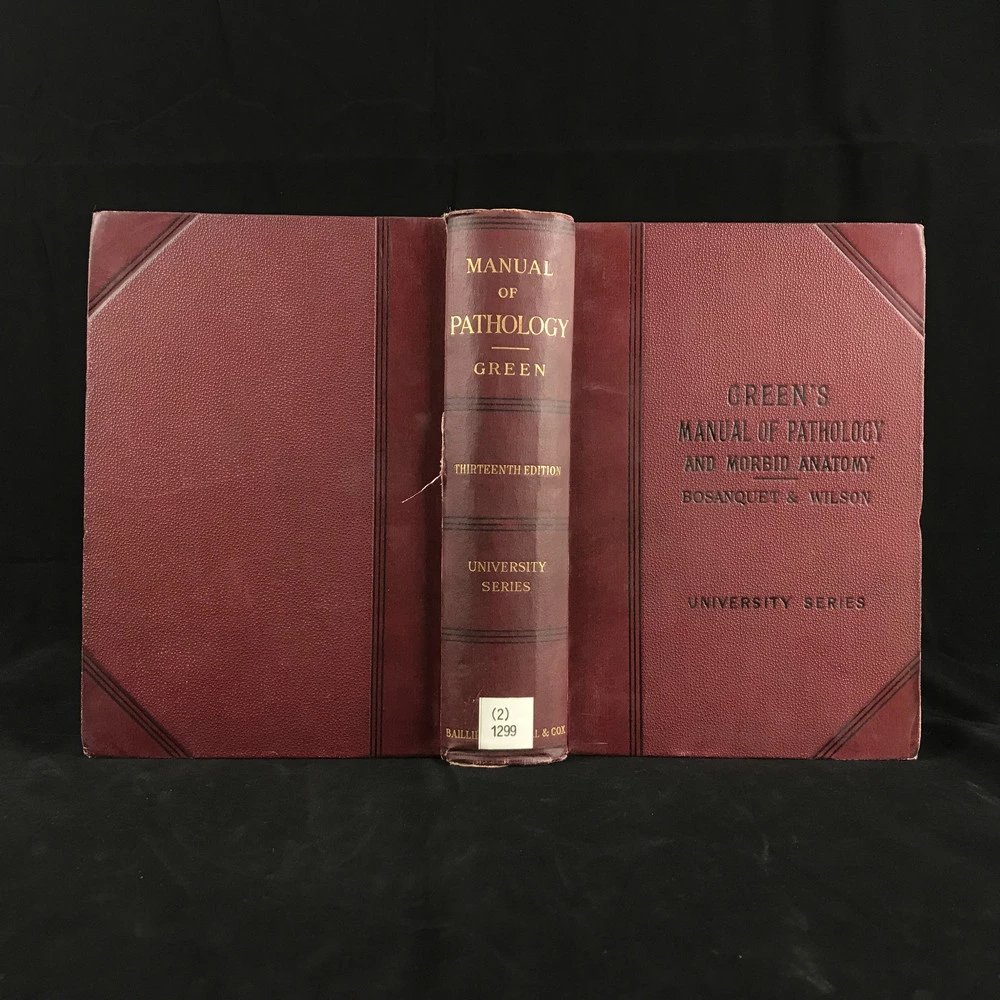 MANUAL
OF
PATHOLOGY
GREEN
THIRTEENTH EDITION
UNIVERSITY
SERIES
(2)
1299
& COX
GREEN'S
MANUAL OF PATHOLOGY
AND MORBID ANATOMY
BOSANQUET & WILSON
UNIVERSITY SERIES